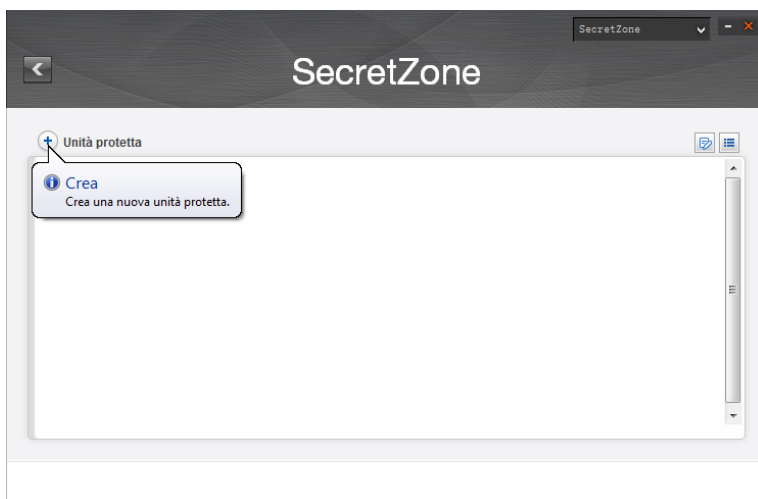 SecretZone
SecretZone
Unità protetta
Crea
Crea una nuova unità protetta.